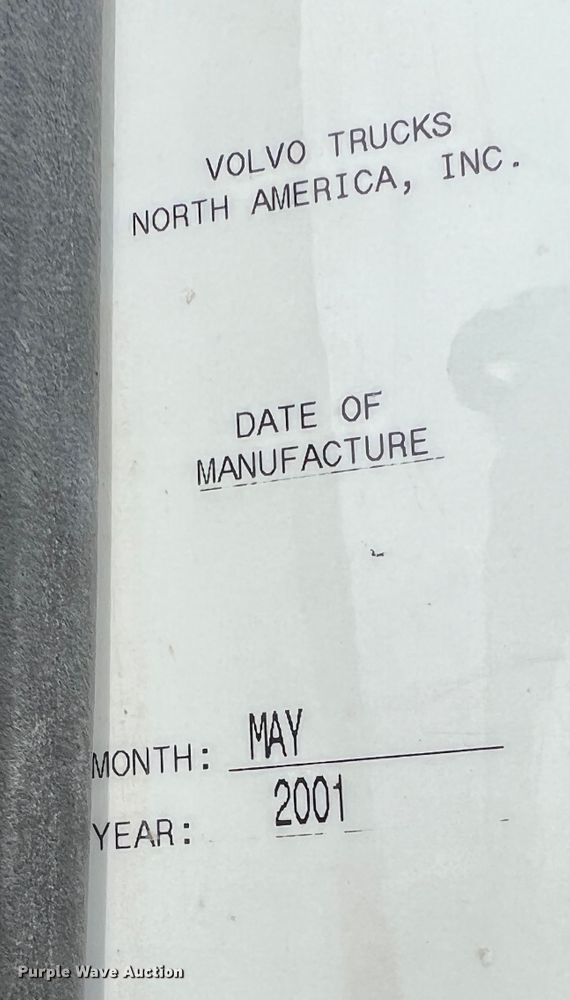 VOLVO TRUCKS
NORTH AMERICA, INC.
DATE OF
MANUFACTURE
MONTH: MAY
YEAR: 2001
Purple Wave Auction